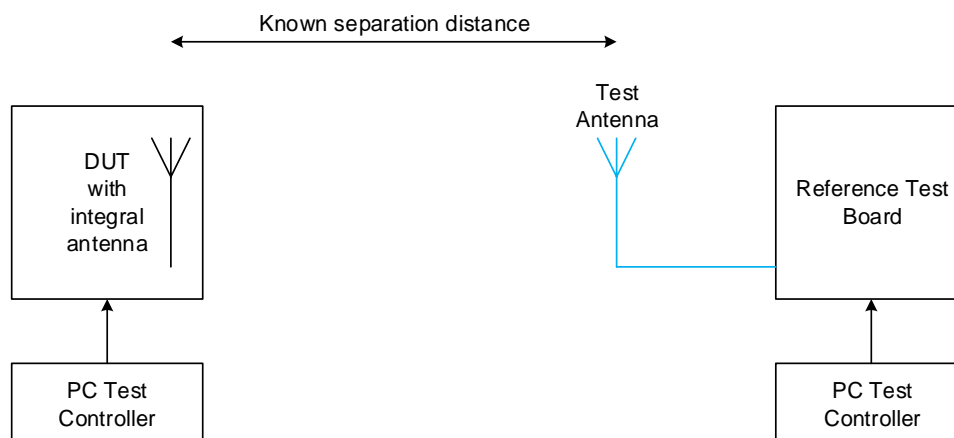 Known separation distance
Test
Antenna
DUT
with
integral
antenna
Reference Test
Board
PC Test
Controller
PC Test
Controller